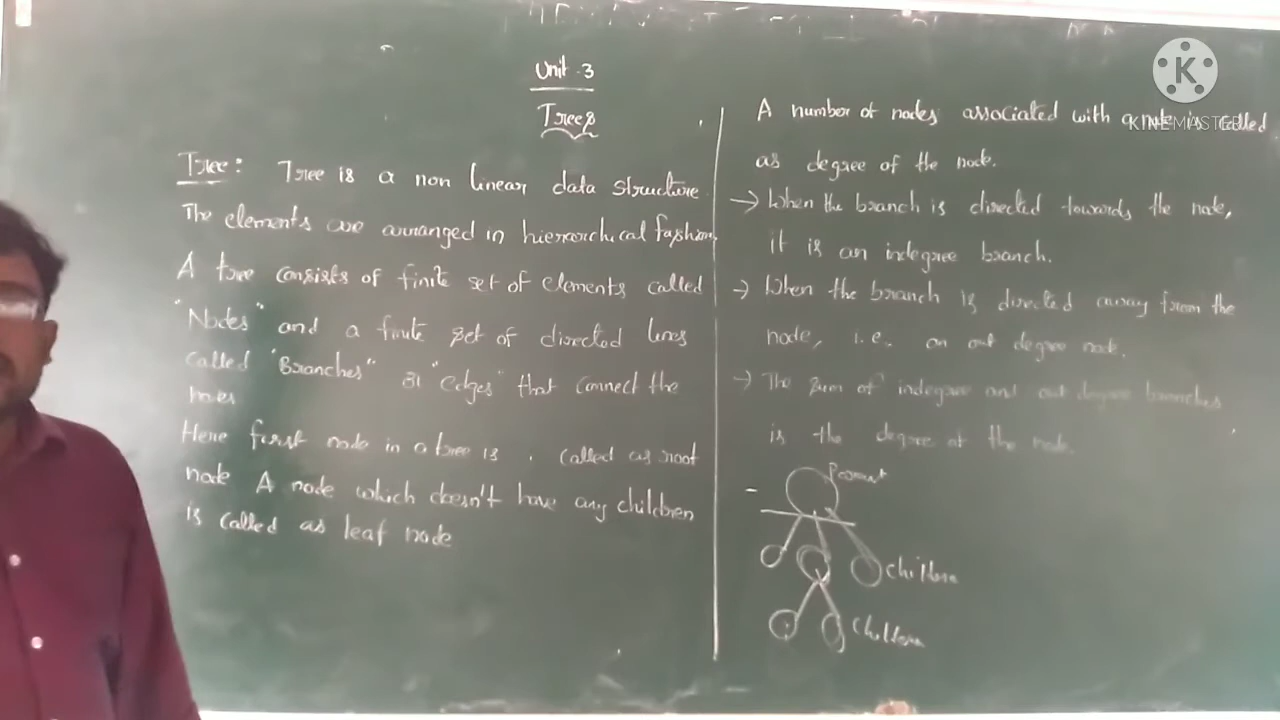 Unit-3
Trees
Tree: Tree is a non linear data structure
The elements are arranged in hierarchical fashion.
A tree consists of finite set of elements called
"Nodes" and a finite set of directed lines
called "Branches" or "edges" that connect the
Here first node in a tree is called as root
node A node which doesn't have any children
is called as leaf node
A number of nodes associated with a node is called
as degree of the node.
→ When the branch is directed towards the node,
it is an indegree branch.
→ When the branch is directed away from the
node, i.e. an out degree node.
→ The sum of indegree and out degree branches
is the degree of the node.
Parent
children
children
K
KINEMASTER